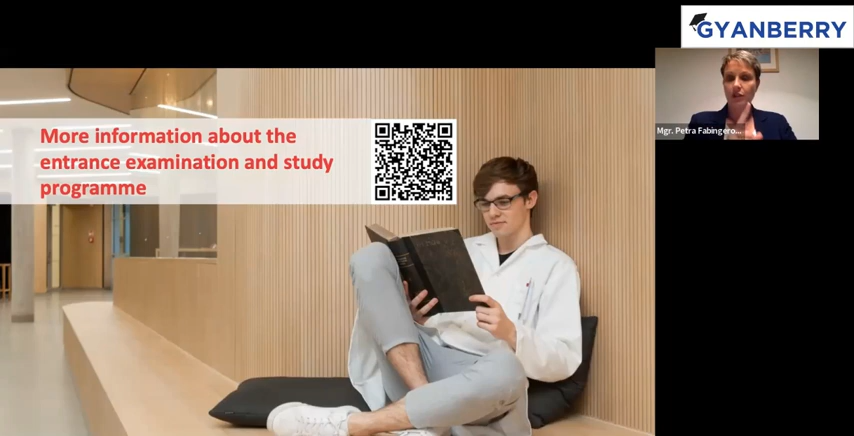 GYANBERRY
Mgr. Petra Fabingero...
More information about the
entrance examination and study
programme